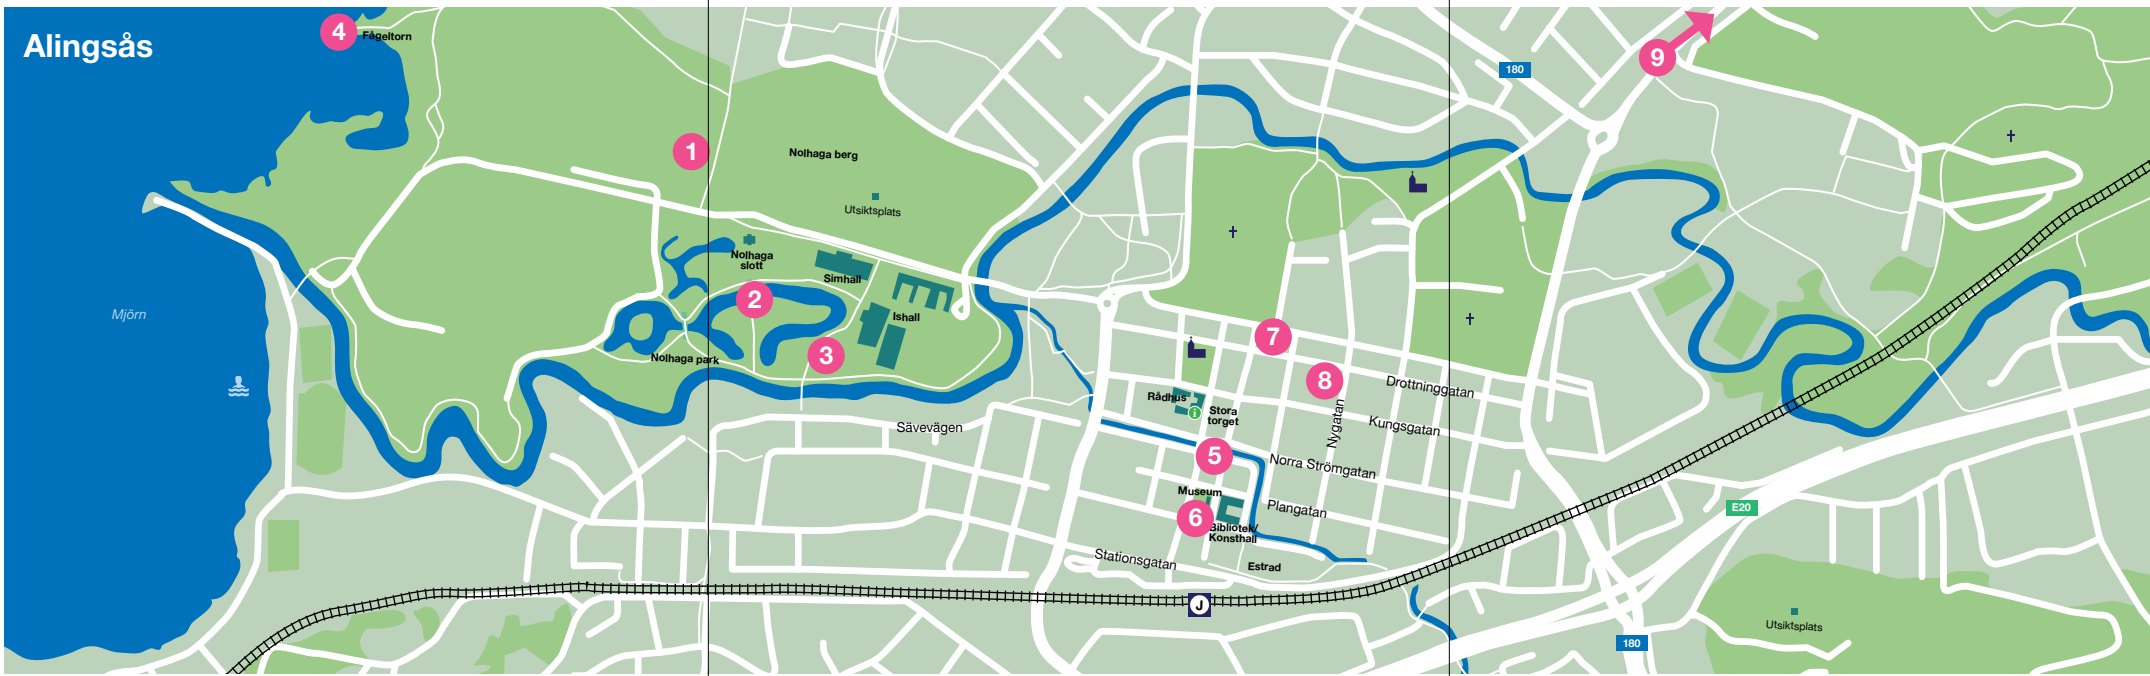 Alingsås
4
Fågeltorn
9
180
1
Nolhaga berg
Utsiktsplats
Nolhaga
slott
Simhall
2
Ishall
Mjörn
3
Nolhaga park
7
8
Drottninggatan
Rådhus
i
Stora
torget
Nygatan
Kungsgatan
Sävevägen
5
Norra Strömgatan
Museum
6
Plangatan
Bibliotek/
Konsthall
E20
Stationsgatan
Estrad
J
Utsiktsplats
180